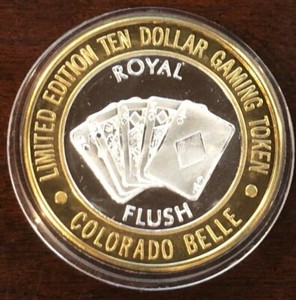 LIMITED EDITION TEN DOLLAR GAMING TOKEN
ROYAL
FLUSH
COLORADO BELLE